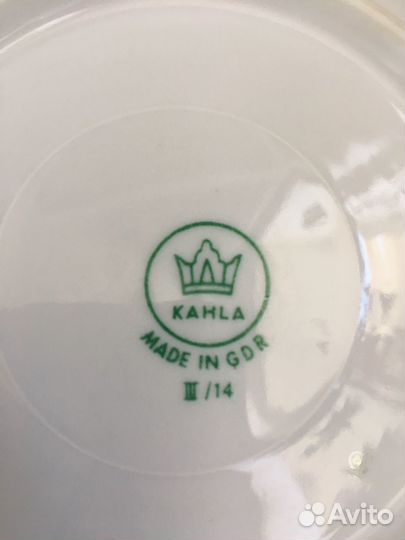 KAHLA
MADE IN GDR
III/14
Avito